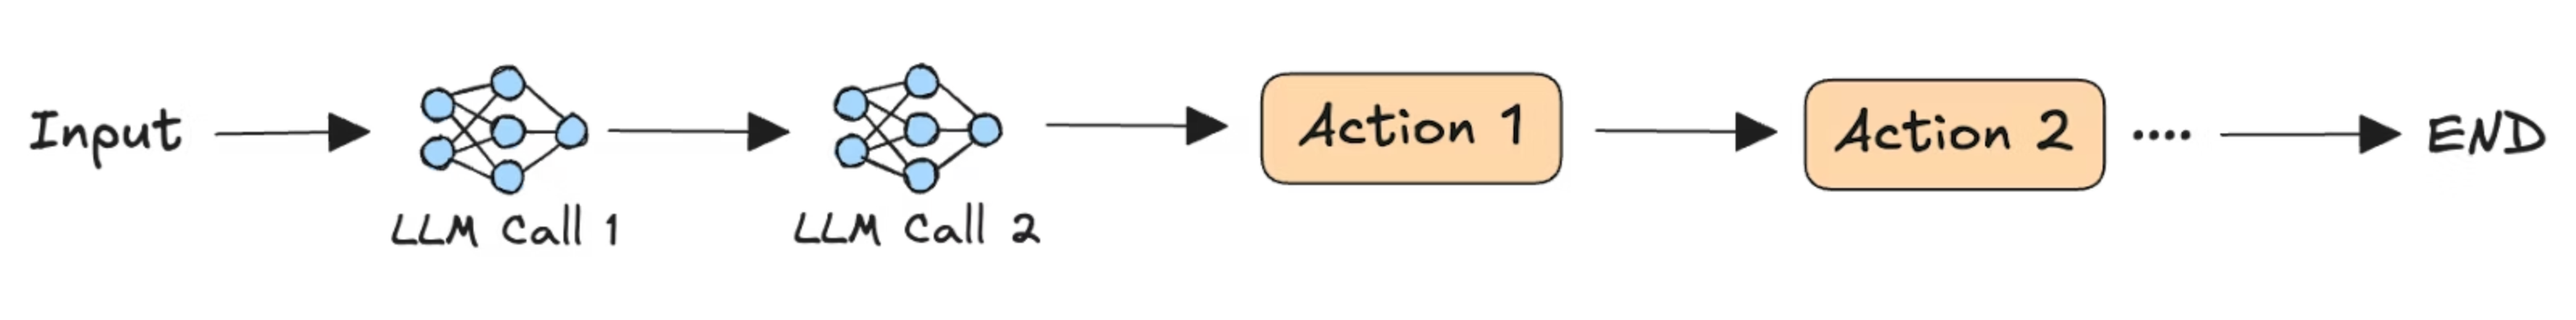 Input
LLM Call 1
LLM Call 2
Action 1
Action 2 ....
END